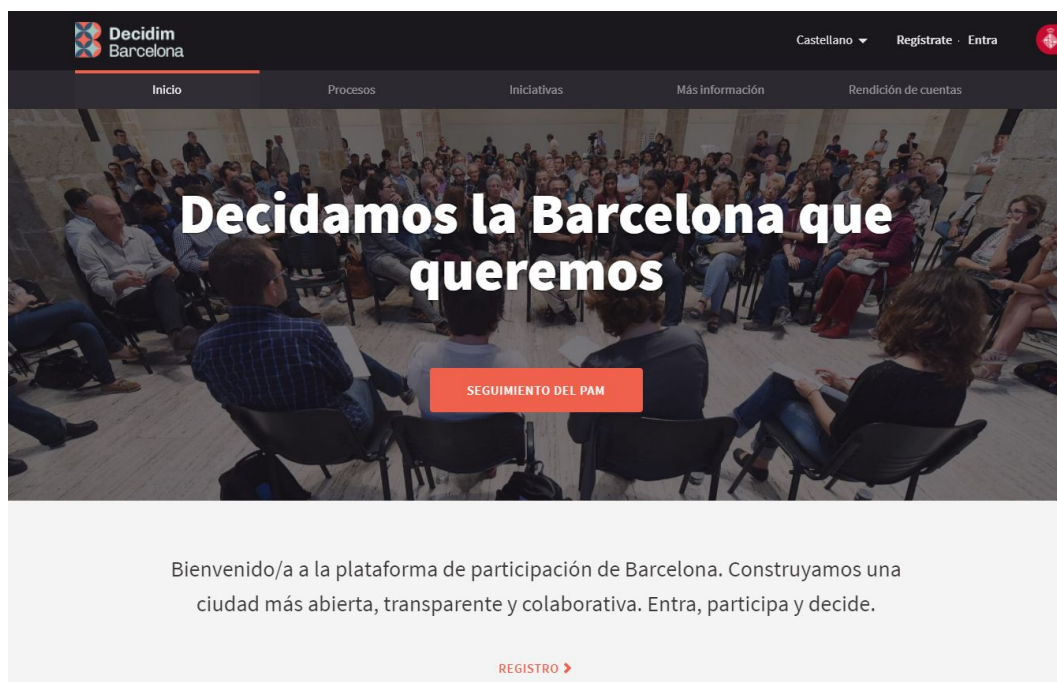 Decidim
Barcelona
Castellano
Regístrate · Entra
Inicio
Procesos
Iniciativas
Más información
Rendición de cuentas
Decidamos la Barcelona que
queremos
SEGUIMIENTO DEL PAM
Bienvenido/a a la plataforma de participación de Barcelona. Construyamos una
ciudad más abierta, transparente y colaborativa. Entra, participa y decide.
REGISTRO